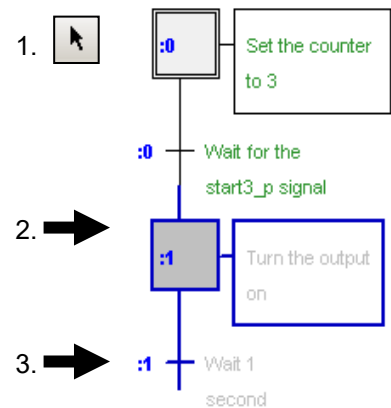 1.
:0
Set the counter
to 3
:0
Wait for the
start3_p signal
2.
:1
Turn the output
on
3.
:1
Wait 1
second